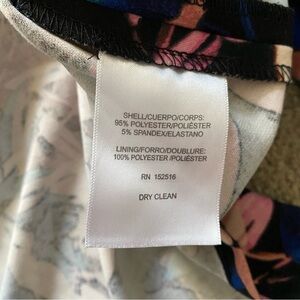 SHELL/CUERPO/CORPS:
95% POLYESTER/POLIÉSTER
5% SPANDEX/ELASTANO
LINING/FORRO/DOUBLURE:
100% POLYESTER /POLIÉSTER
RN 152516
DRY CLEAN